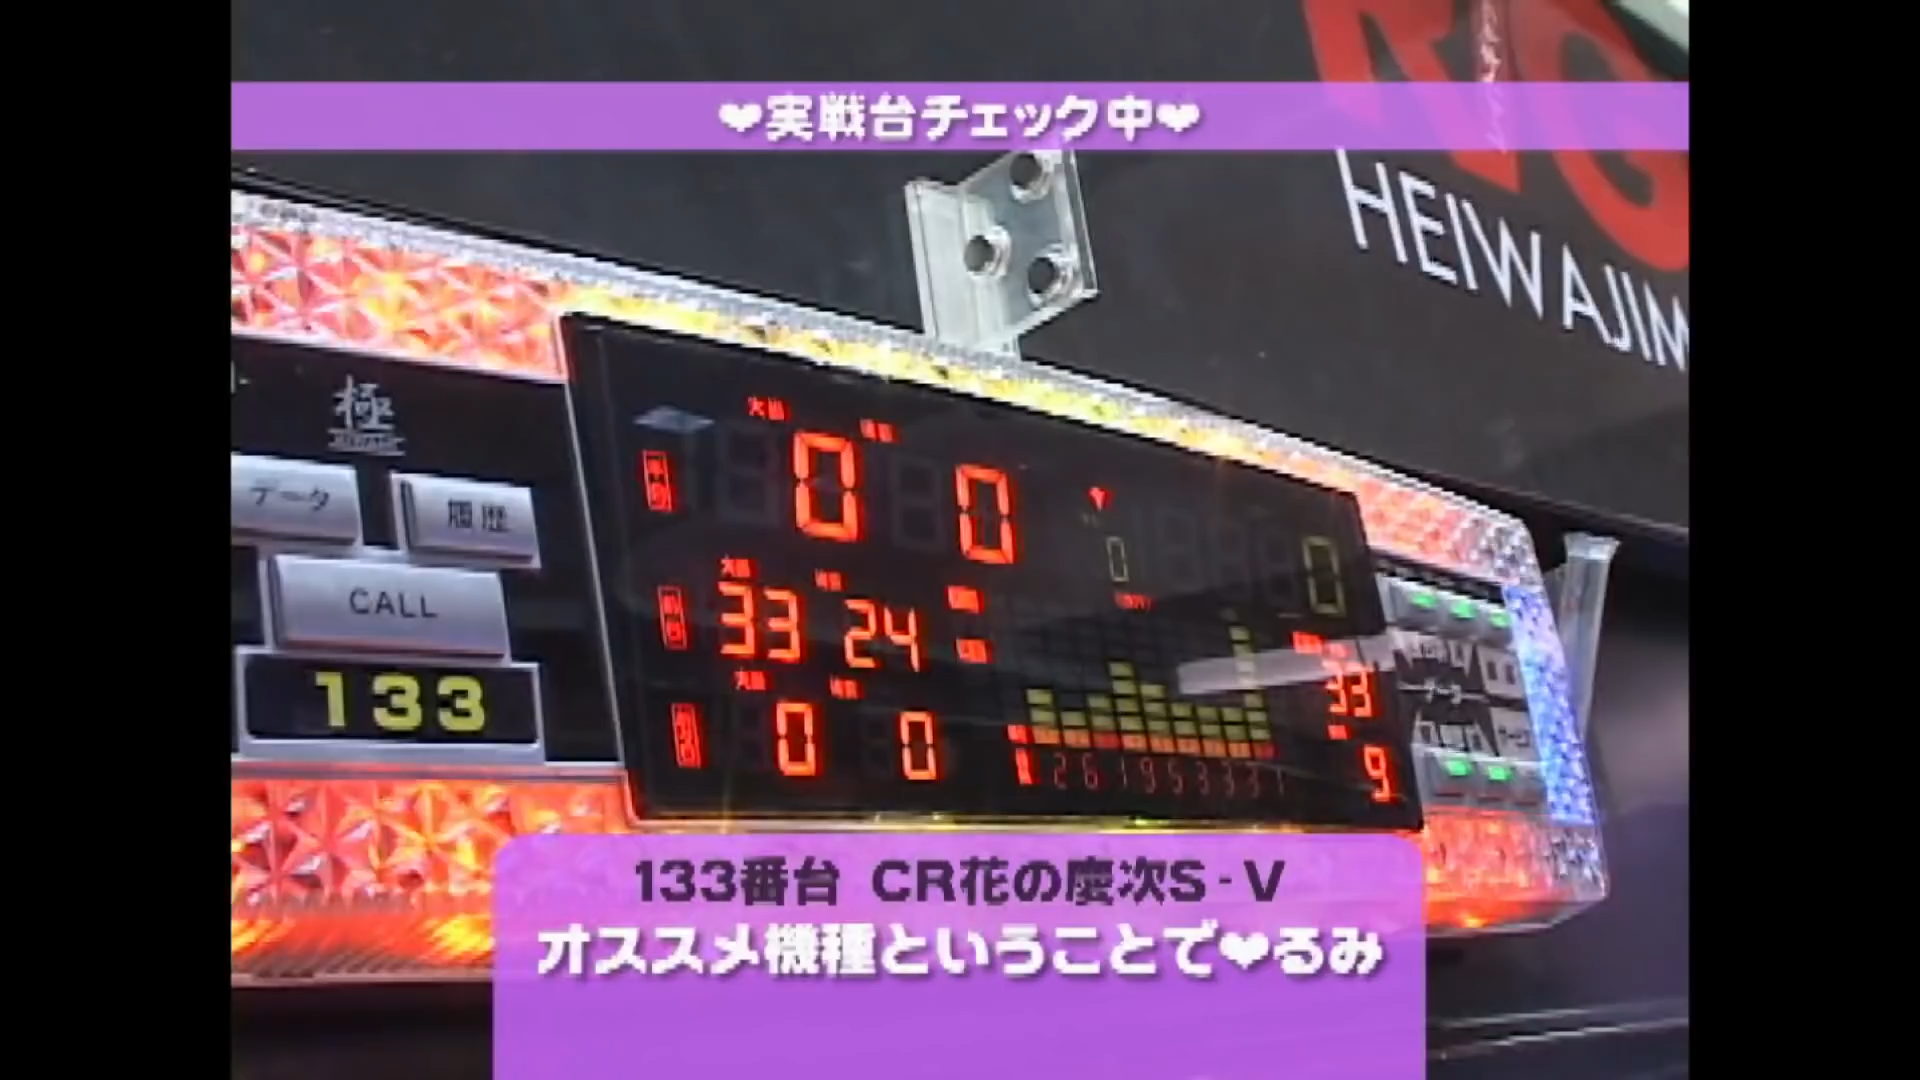 ❤実戦台チェック中❤
RG
HEIWAJIM
極
データ
履歴
CALL
133
0 0
0 0
33 24
33
0 0
9
2 6 1 9 5 3 3 3 1
133番台 CR花の慶次S-V
オススメ機種ということで❤るみ